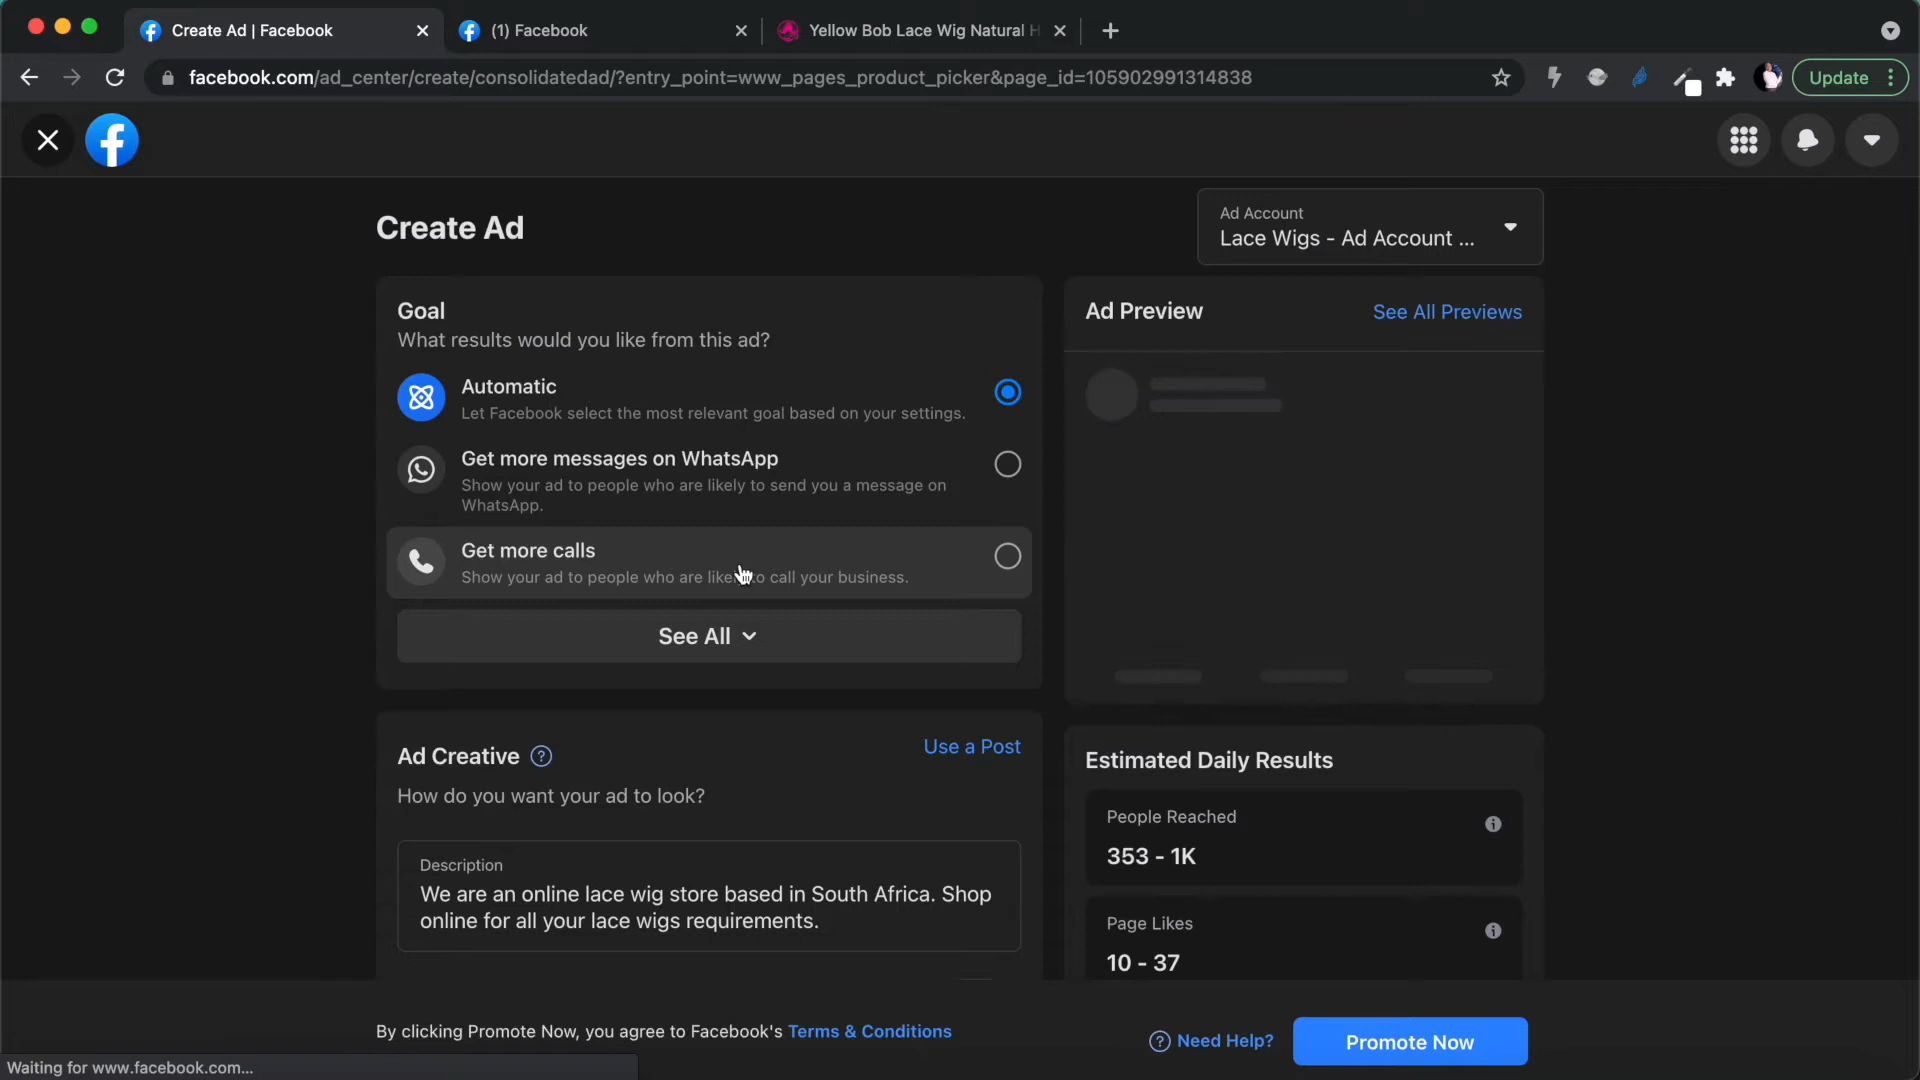 Create Ad | Facebook
(1) Facebook
Yellow Bob Lace Wig Natural H
facebook.com/ad_center/create/consolidatedad/?entry_point=www_pages_product_picker&page_id=105902991314838
Update
Create Ad
Ad Account
Lace Wigs - Ad Account ...
Goal
What results would you like from this ad?
Automatic
Let Facebook select the most relevant goal based on your settings.
Get more messages on WhatsApp
Show your ad to people who are likely to send you a message on
WhatsApp.
Get more calls
Show your ad to people who are likely to call your business.
See All
Ad Preview
See All Previews
Ad Creative
Use a Post
How do you want your ad to look?
Description
We are an online lace wig store based in South Africa. Shop
online for all your lace wigs requirements.
Estimated Daily Results
People Reached
353 - 1K
Page Likes
10 - 37
By clicking Promote Now, you agree to Facebook's Terms & Conditions
Need Help?
Promote Now
Waiting for www.facebook.com...